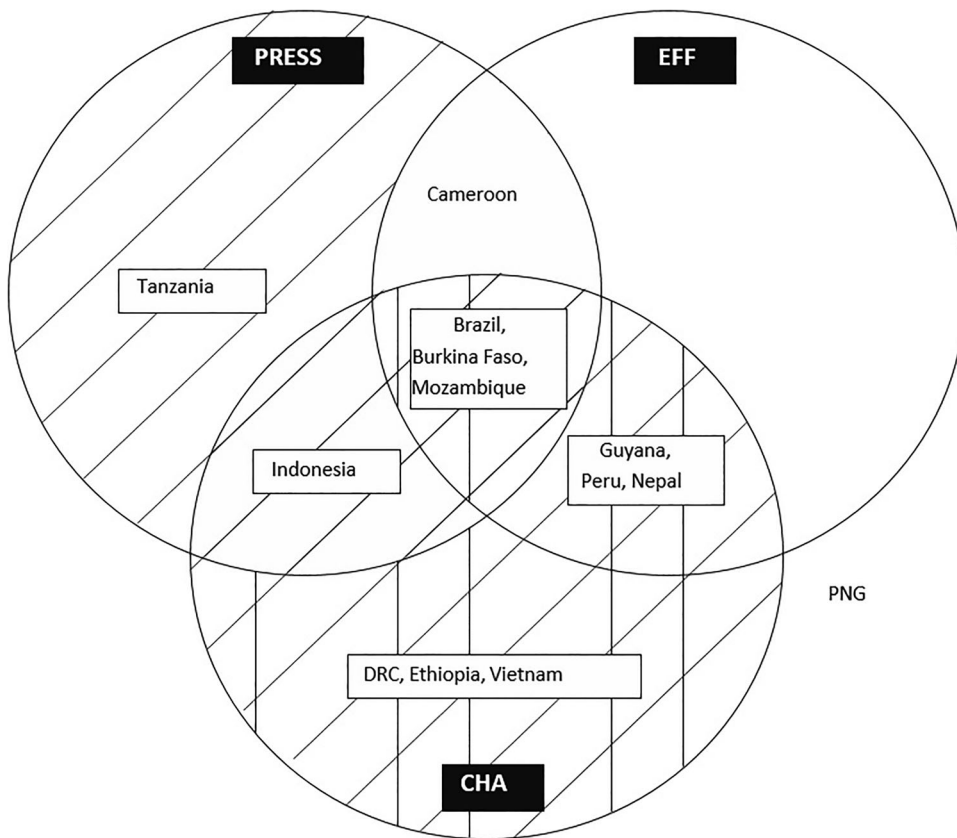 PRESS
EFF
Cameroon
Tanzania
Brazil,
Burkina Faso,
Mozambique
Guyana,
Peru, Nepal
Indonesia
PNG
DRC, Ethiopia, Vietnam
CHA